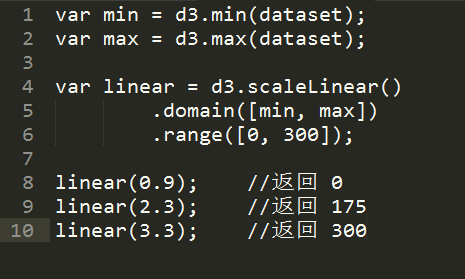 1 var min = d3.min(dataset);
2 var max = d3.max(dataset);
3
4 var linear = d3.scaleLinear()
5         .domain([min, max])
6         .range([0, 300]);
7
8 linear(0.9);    //返回 0
9 linear(2.3);    //返回 175
10 linear(3.3);    //返回 300